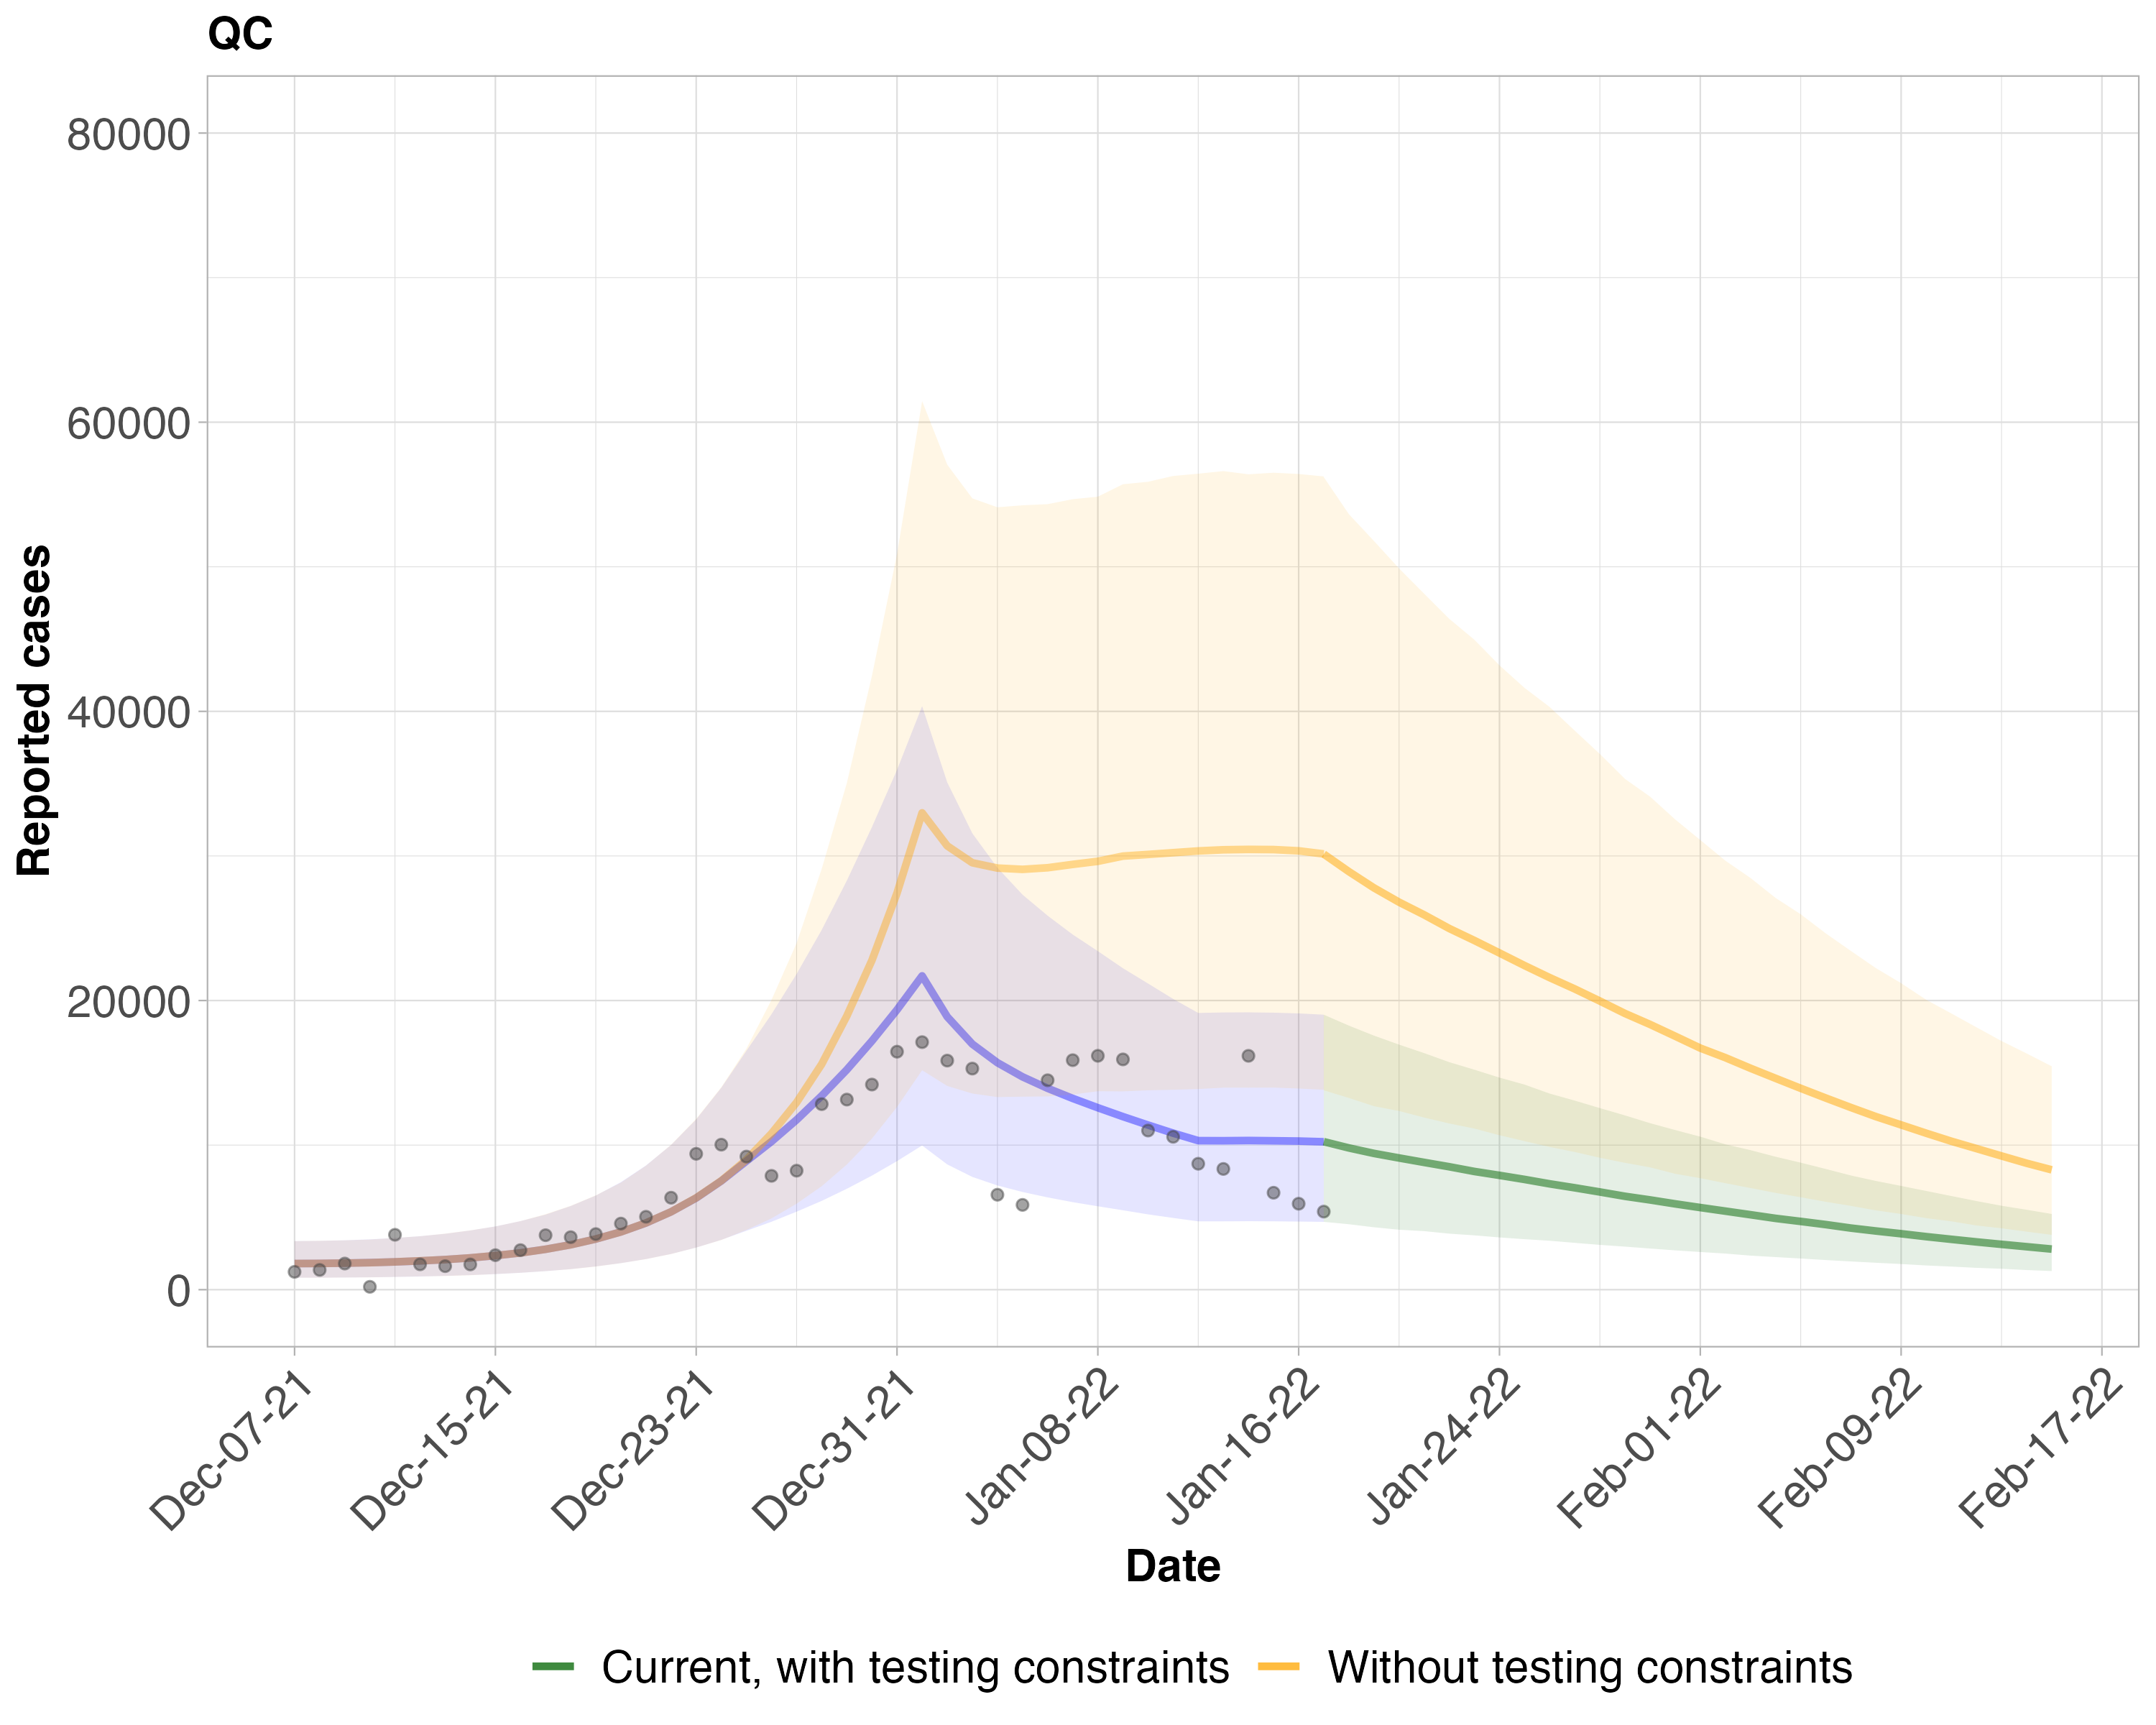 QC
80000
60000
40000
20000
0
Reported cases
Dec-07-21
Dec-15-21
Dec-23-21
Dec-31-21
Jan-08-22
Jan-16-22
Jan-24-22
Feb-01-22
Feb-09-22
Feb-17-22
Date
Current, with testing constraints
Without testing constraints